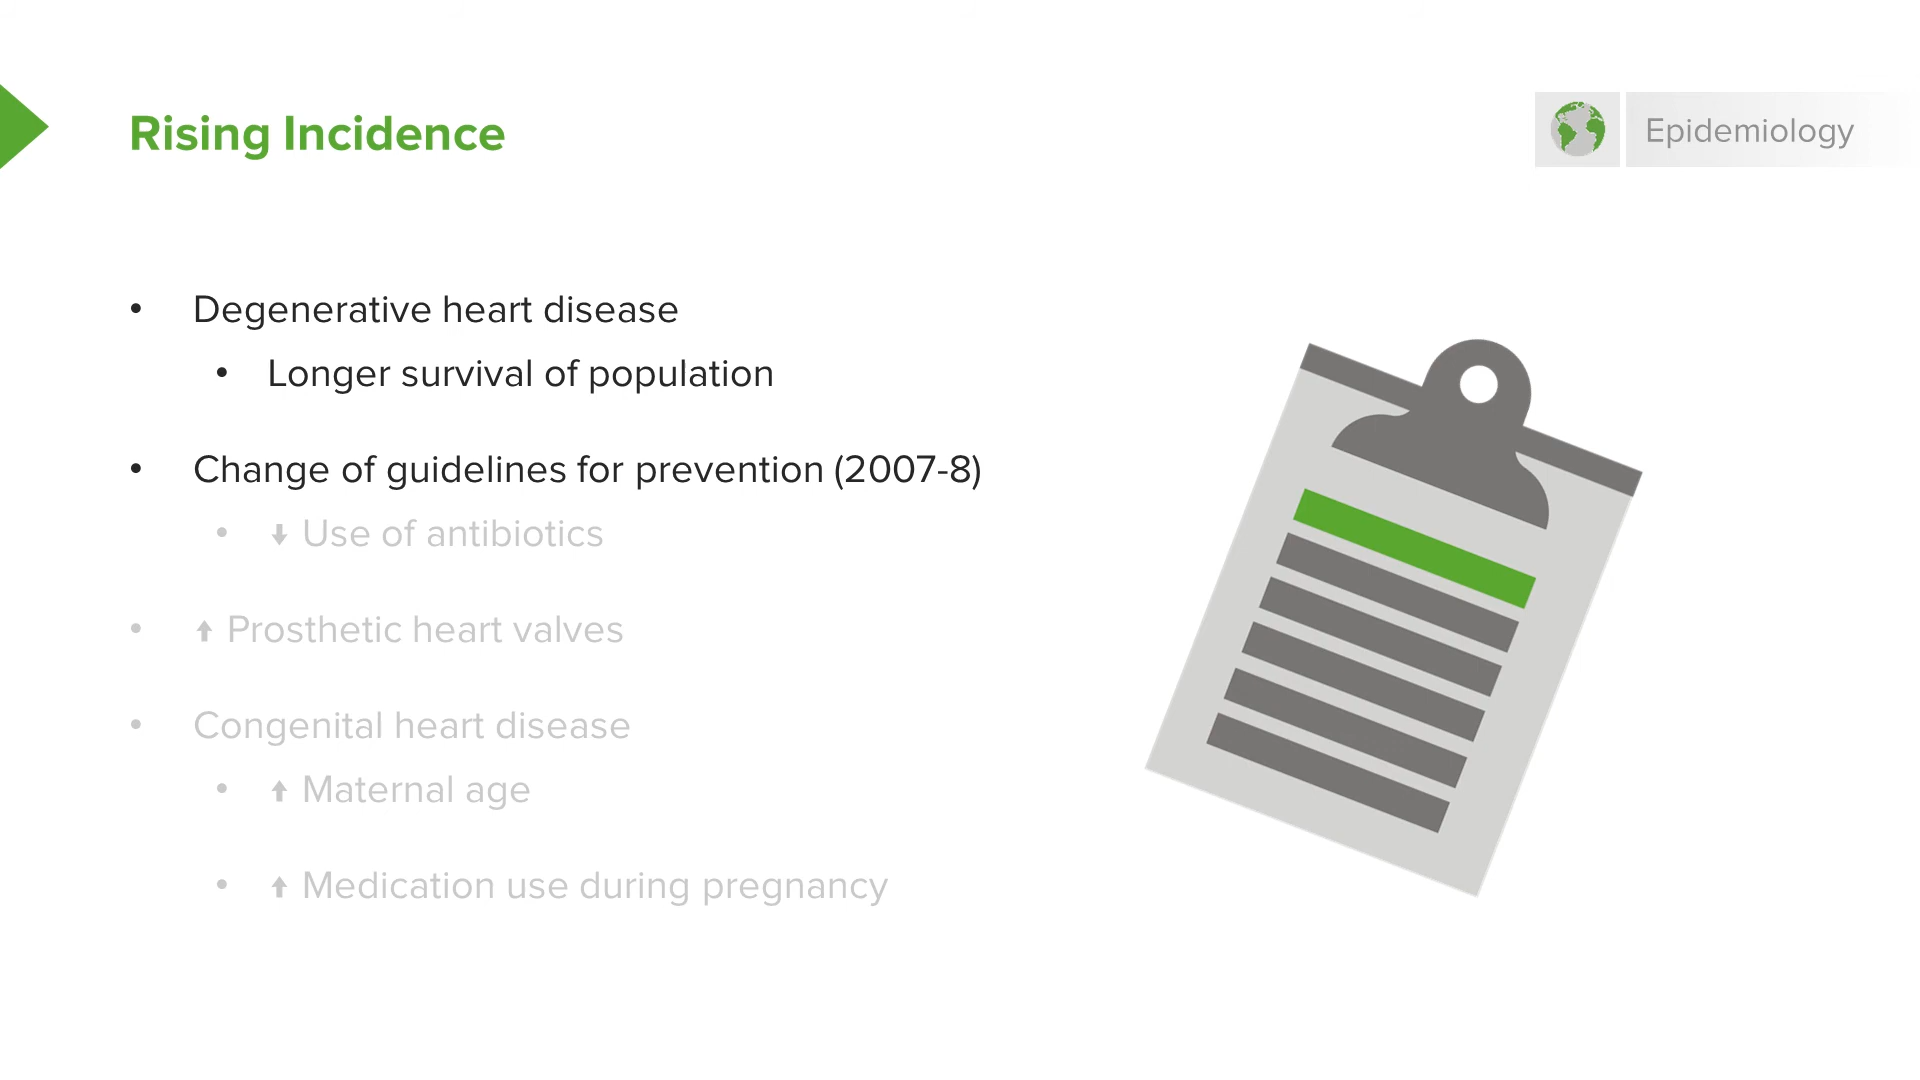 Rising Incidence
Epidemiology
• Degenerative heart disease
• Longer survival of population
• Change of guidelines for prevention (2007-8)
• ⬇ Use of antibiotics
• ⬆ Prosthetic heart valves
• Congenital heart disease
• ⬆ Maternal age
• ⬆ Medication use during pregnancy